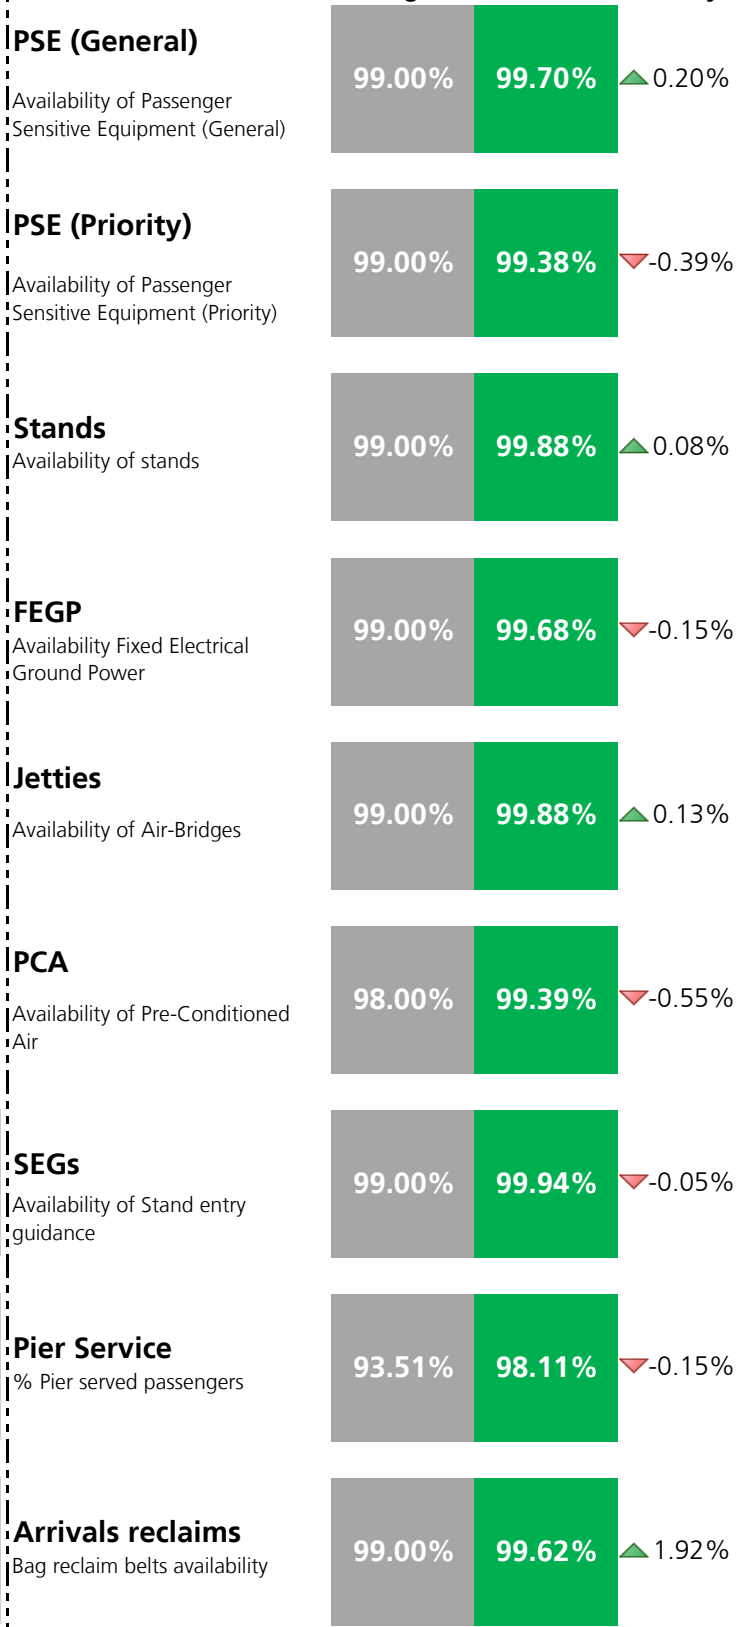 PSE (General)
99.00% 99.70% 0.20%
Availability of Passenger
Sensitive Equipment (General)
PSE (Priority)
99.00% 99.38% -0.39%
Availability of Passenger
Sensitive Equipment (Priority)
Stands
99.00% 99.88% 0.08%
Availability of stands
FEGP
99.00% 99.68% -0.15%
Availability Fixed Electrical
Ground Power
Jetties
99.00% 99.88% 0.13%
Availability of Air-Bridges
PCA
98.00% 99.39% -0.55%
Availability of Pre-Conditioned
Air
SEGs
99.00% 99.94% -0.05%
Availability of Stand entry
guidance
Pier Service
93.51% 98.11% -0.15%
% Pier served passengers
Arrivals reclaims
99.00% 99.62% 1.92%
Bag reclaim belts availability